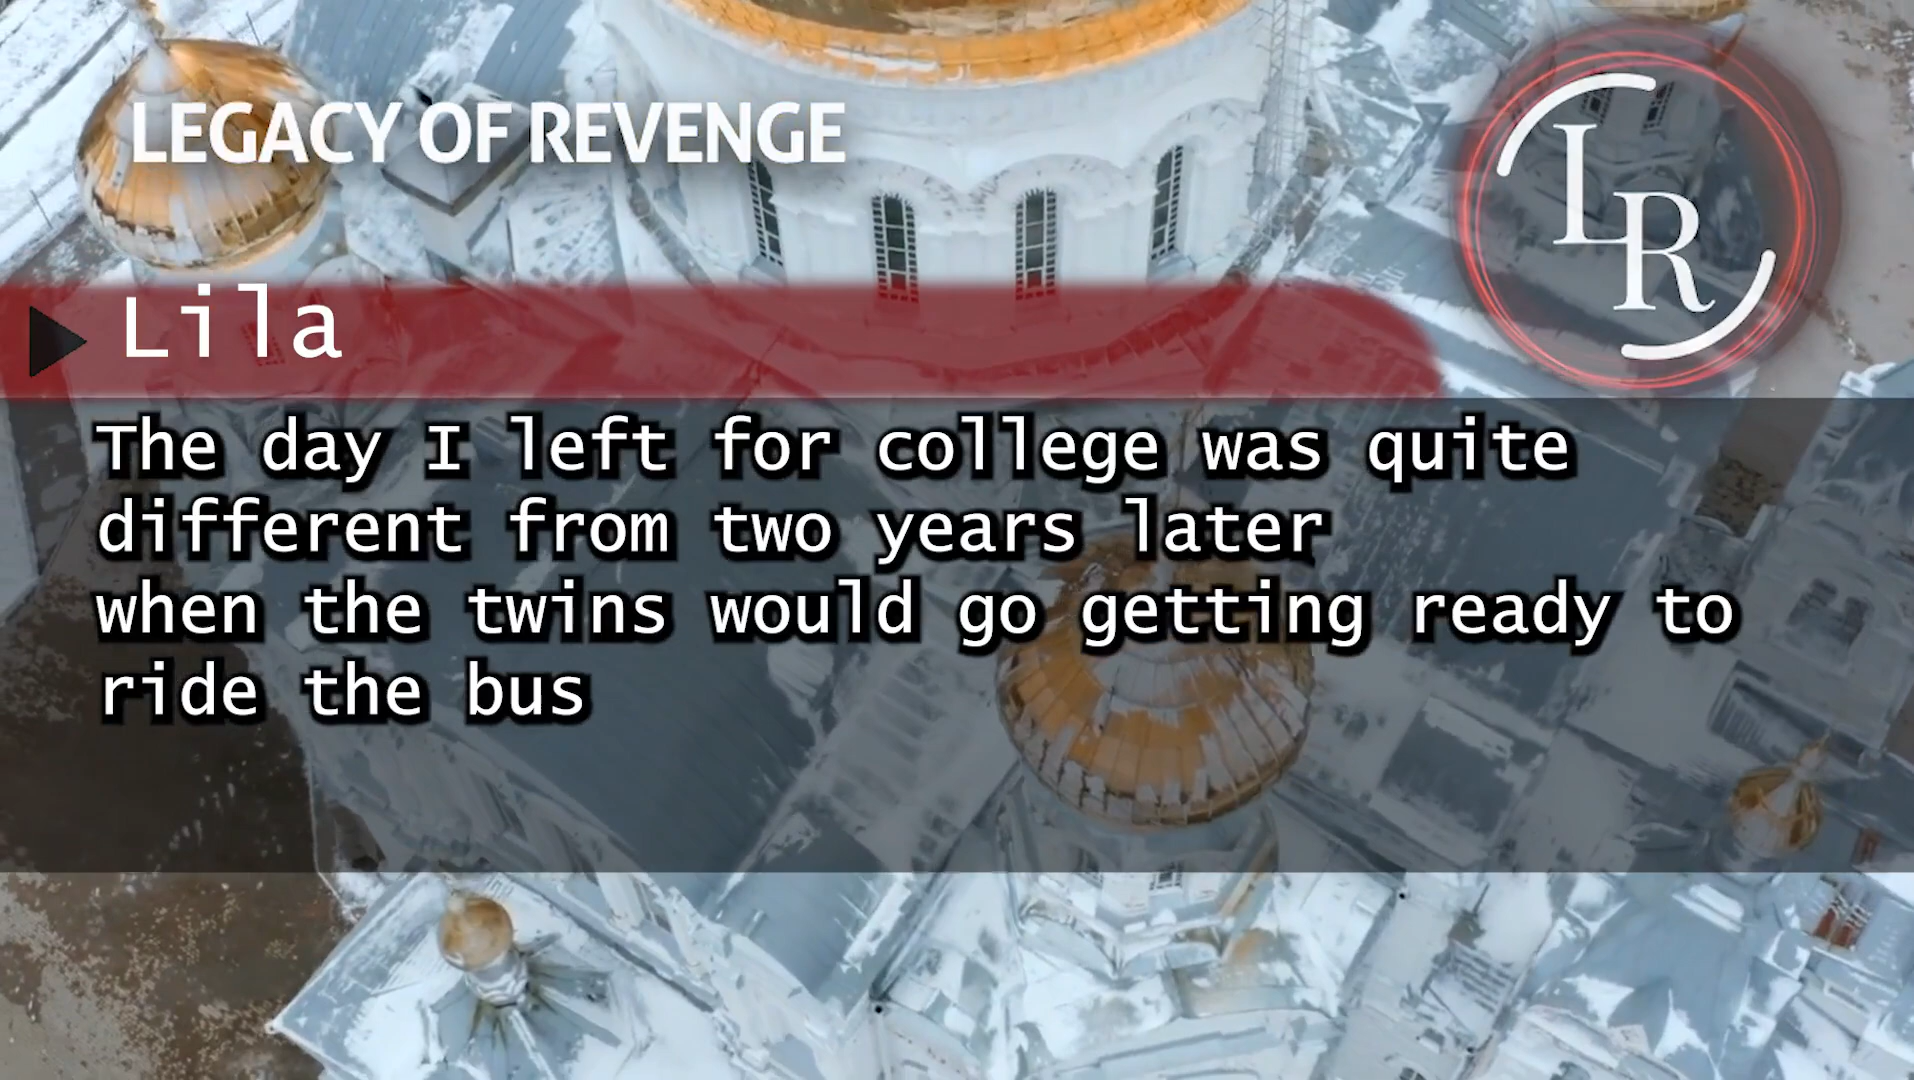 LEGACY OF REVENGE
LR
Lila
The day I left for college was quite
different from two years later
when the twins would go getting ready to
ride the bus